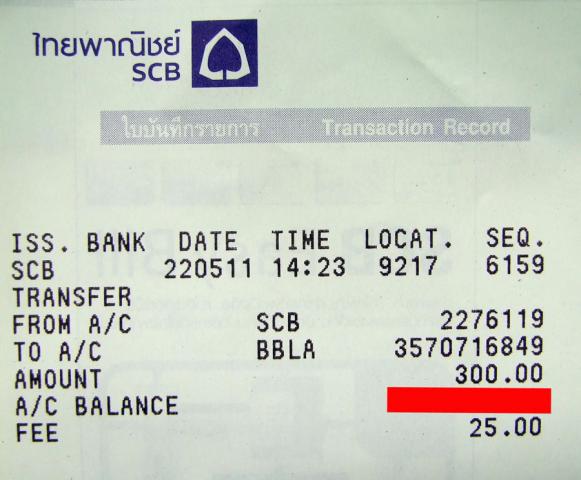 ไทยพาณิชย์
SCB
ใบบันทึกรายการ Transaction Record
ISS. BANK DATE TIME LOCAT. SEQ.
SCB 220511 14:23 9217 6159
TRANSFER
FROM A/C SCB 2276119
TO A/C BBLA 3570716849
AMOUNT 300.00
A/C BALANCE
FEE 25.00